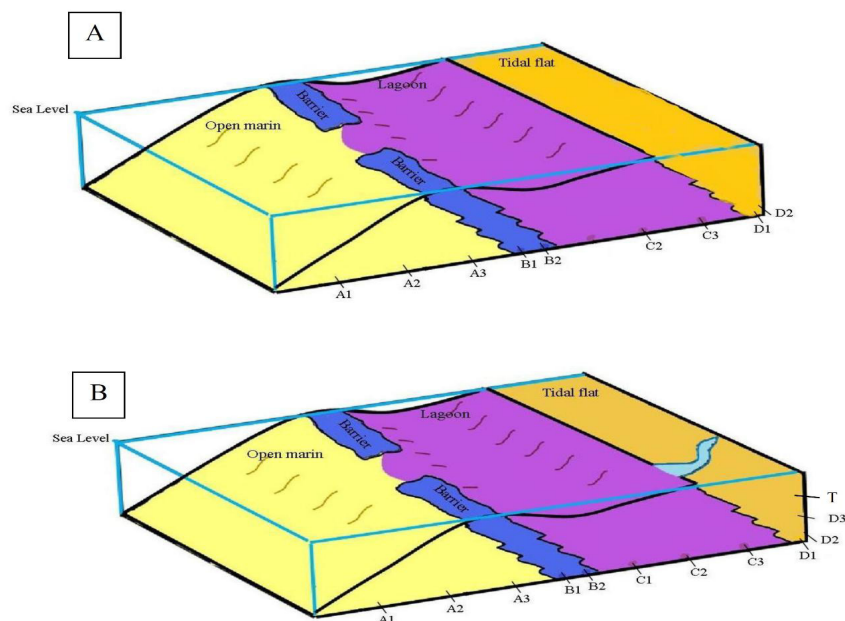 A
Tidal flat
Lagoon
Barrier
Sea Level
Open marin
Barrier
D2
D1
C3
C2
B2
B1
A3
A2
A1
B
Tidal flat
Lagoon
Barrier
Sea Level
Open marin
Barrier
T
D3
D2
D1
C3
C2
C1
B2
B1
A3
A2
A1